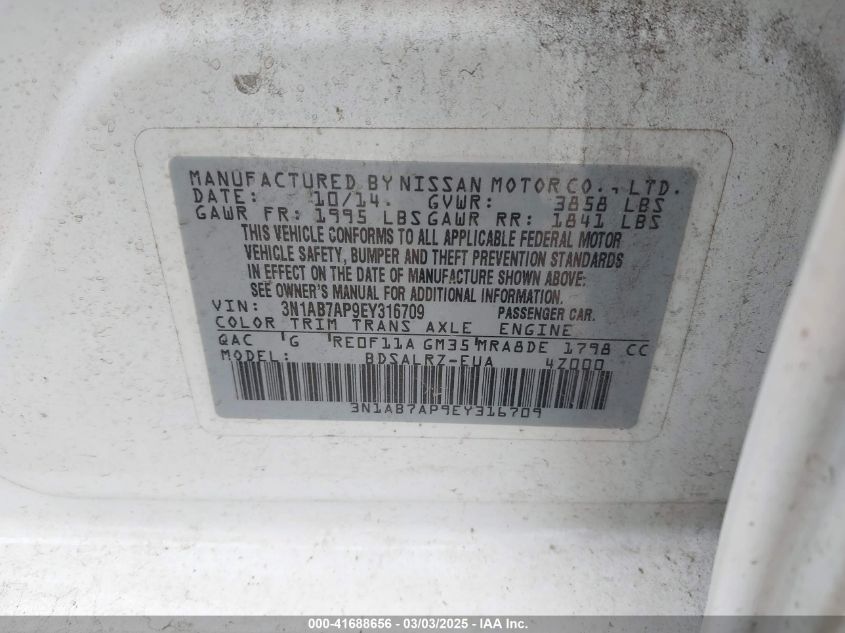 MANUFACTURED BY NISSAN MOTOR CO., LTD.
DATE: 10/14. GVWR: 3858 LBS
GAWR FR: 1995 LBS GAWR RR: 1841 LBS
THIS VEHICLE CONFORMS TO ALL APPLICABLE FEDERAL MOTOR
VEHICLE SAFETY, BUMPER AND THEFT PREVENTION STANDARDS
IN EFFECT ON THE DATE OF MANUFACTURE SHOWN ABOVE:
SEE OWNER'S MANUAL FOR ADDITIONAL INFORMATION.
VIN: 3N1AB7AP9EY316709 PASSENGER CAR.
COLOR TRIM TRANS AXLE ENGINE
QAC G RE0F11A GM35 MRA8DE 1798 CC
MODEL: BDSALRZ-EUA 4Z000
3N1AB7AP9EY316709
000-41688656 - 03/03/2025 - IAA Inc.